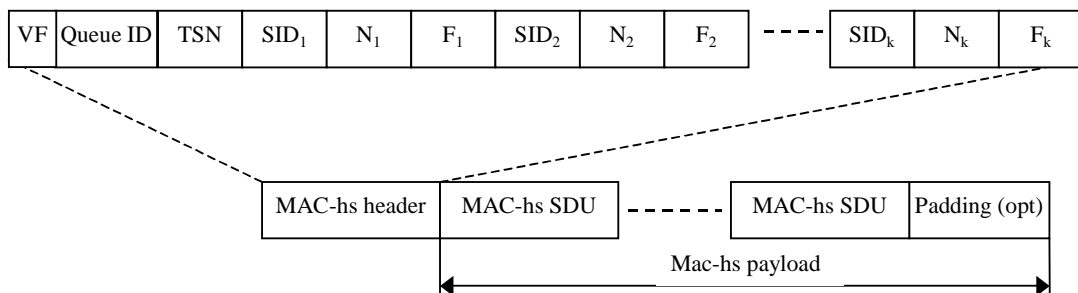 VF Queue ID TSN SID₁ N₁ F₁ SID₂ N₂ F₂ SIDₖ Nₖ Fₖ
MAC-hs header MAC-hs SDU MAC-hs SDU Padding (opt)
Mac-hs payload